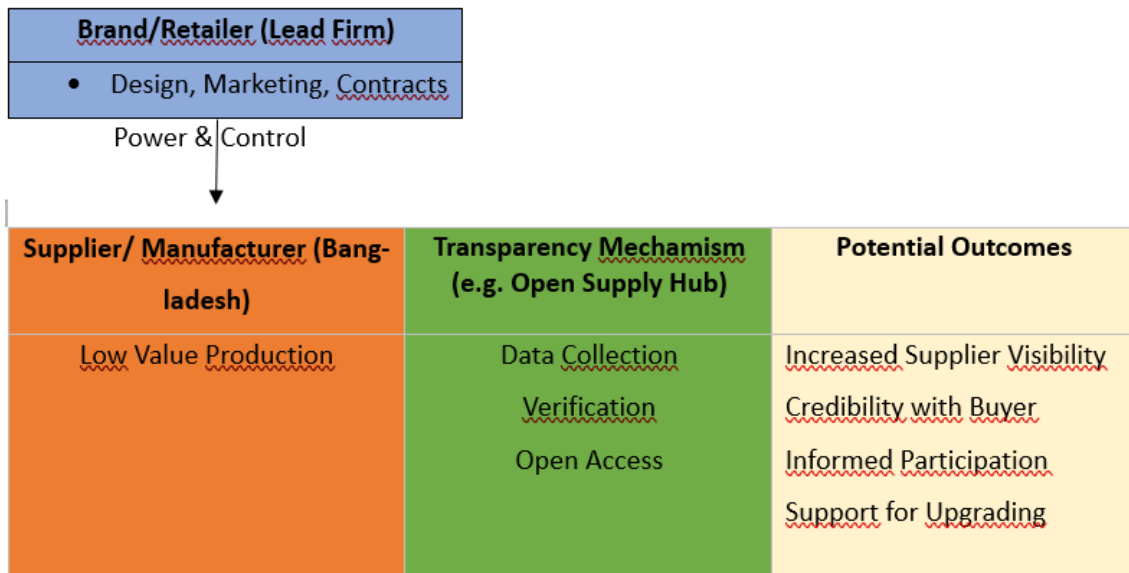 Brand/Retailer (Lead Firm)
• Design, Marketing, Contracts
Power & Control
Supplier/ Manufacturer (Bang-
ladesh)
Low Value Production
Transparency Mechamism
(e.g. Open Supply Hub)
Data Collection
Verification
Open Access
Potential Outcomes
Increased Supplier Visibility
Credibility with Buyer
Informed Participation
Support for Upgrading